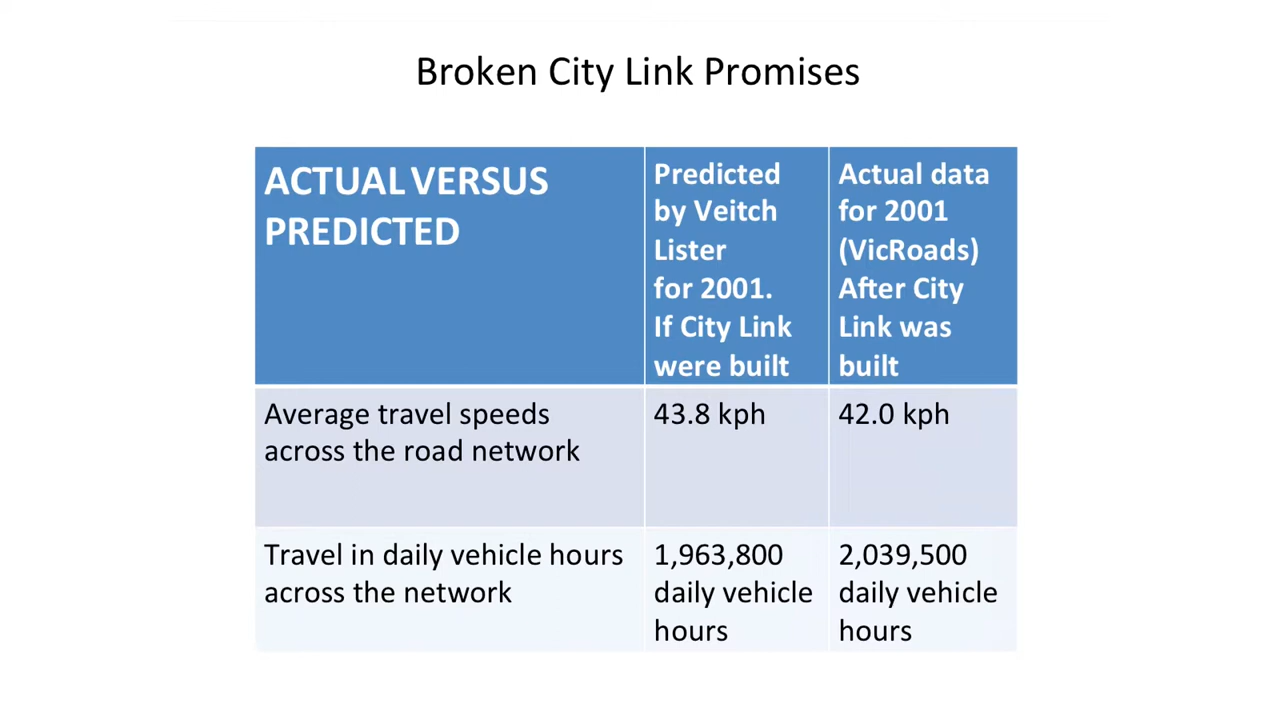 Broken City Link Promises
ACTUAL VERSUS
PREDICTED
Predicted
by Veitch
Lister
for 2001.
If City Link
were built
Actual data
for 2001
(VicRoads)
After City
Link was
built
Average travel speeds
across the road network
43.8 kph
42.0 kph
Travel in daily vehicle hours
across the network
1,963,800
daily vehicle
hours
2,039,500
daily vehicle
hours